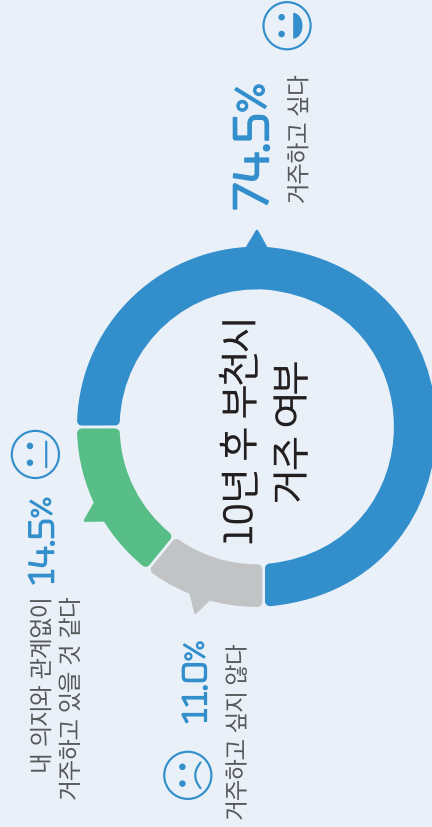 10년 후 부천시
거주 여부
74.5%
거주하고 싶다
내 의지와 관계없이
거주하고 있을 것 같다
14.5%
11.0%
거주하고 싶지 않다